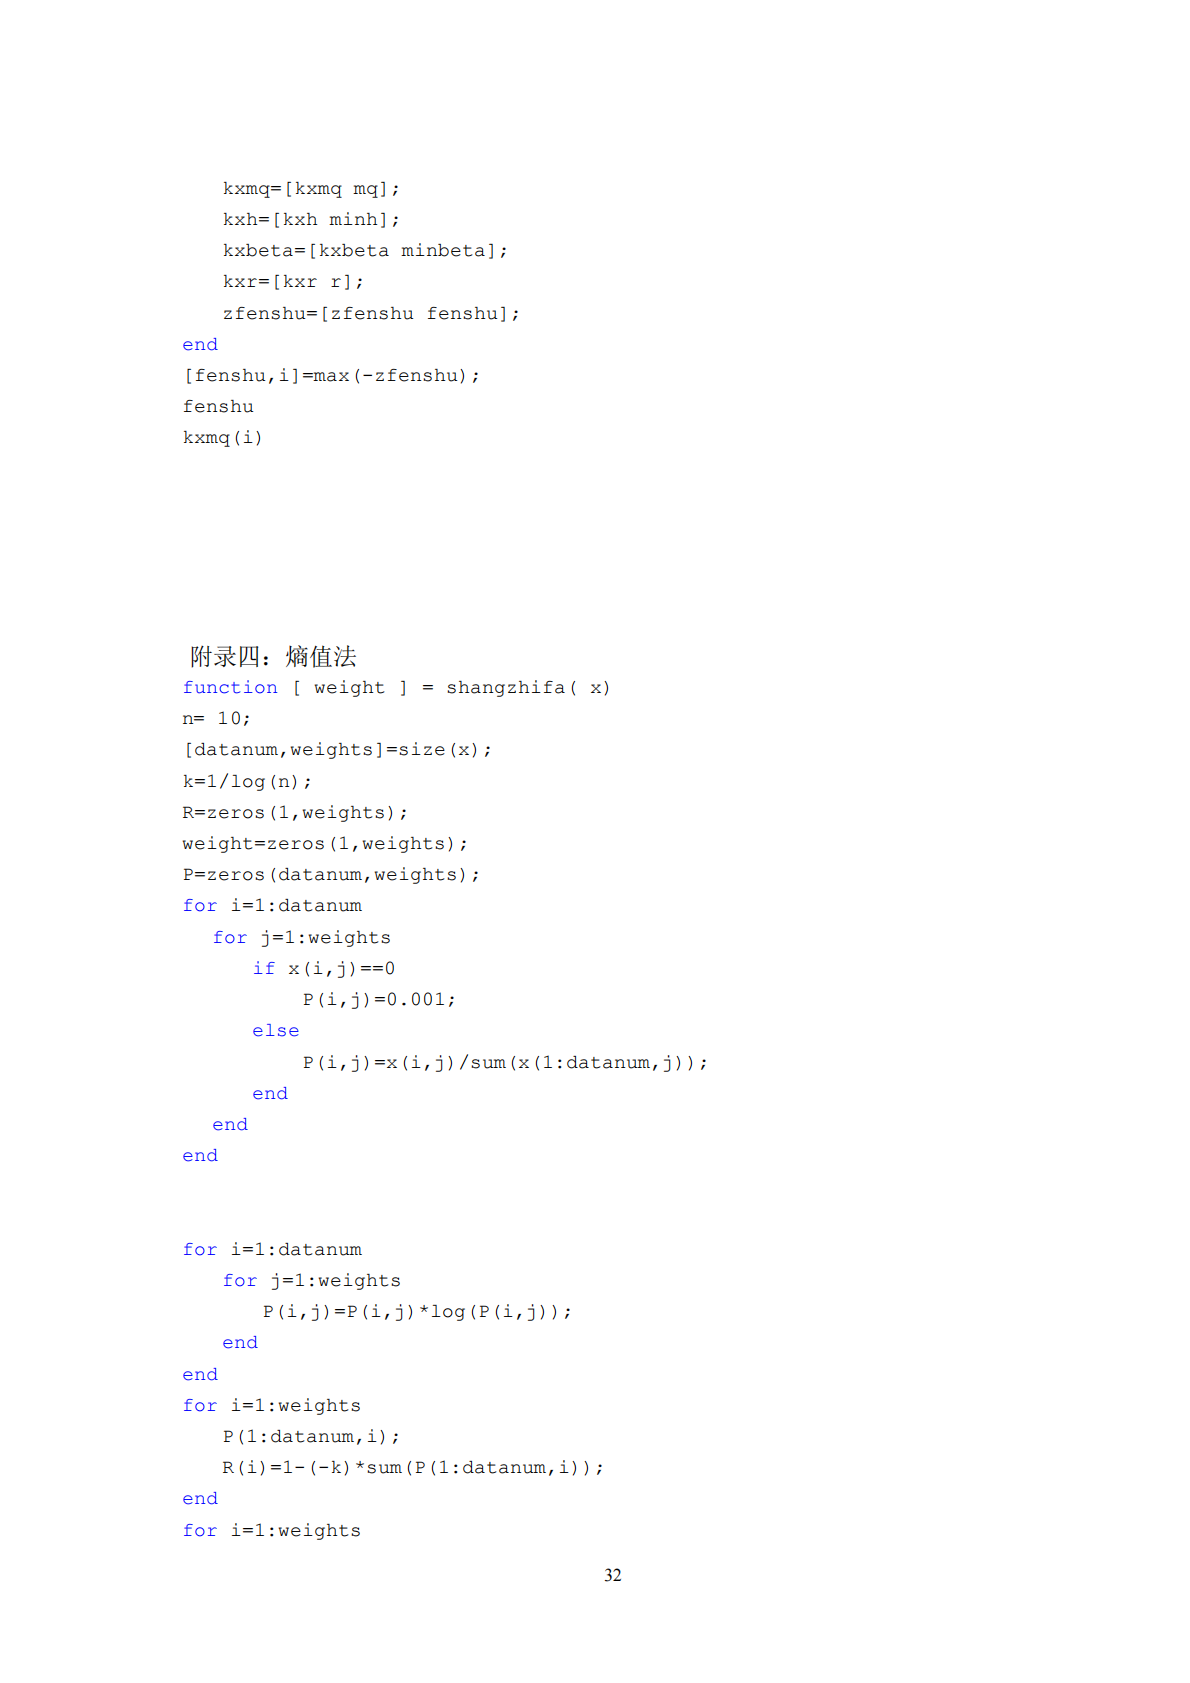 kxmq=[kxmq mq];
kxh=[kxh minh];
kxbeta=[kxbeta minbeta];
kxr=[kxr r];
zfenshu=[zfenshu fenshu];
end
[fenshu,i]=max(-zfenshu);
fenshu
kxmq(i)
附录四：熵值法
function [ weight ] = shangzhifa( x)
n= 10;
[datanum,weights]=size(x);
k=1/log(n);
R=zeros(1,weights);
weight=zeros(1,weights);
P=zeros(datanum,weights);
for i=1:datanum
for j=1:weights
if x(i,j)==0
P(i,j)=0.001;
else
P(i,j)=x(i,j)/sum(x(1:datanum,j));
end
end
end
for i=1:datanum
for j=1:weights
P(i,j)=P(i,j)*log(P(i,j));
end
end
for i=1:weights
P(1:datanum,i);
R(i)=1-(-k)*sum(P(1:datanum,i));
end
for i=1:weights
32